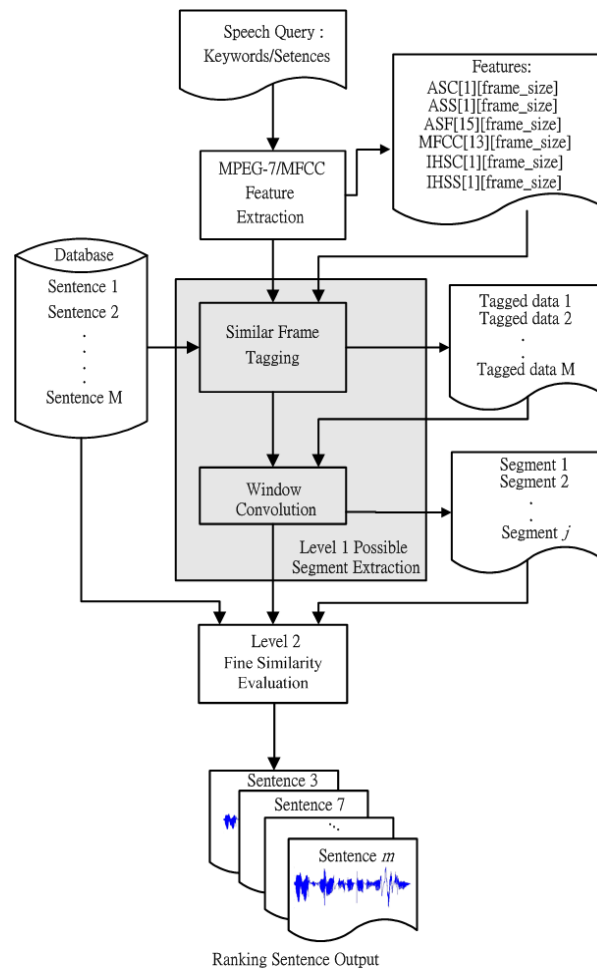 Speech Query :
Keywords/Setences
Features:
ASC[1][frame_size]
ASS[1][frame_size]
ASF[15][frame_size]
MFCC[13][frame_size]
IHSC[1][frame_size]
IHSS[1][frame_size]
MPEG-7/MFCC
Feature
Extraction
Database
Sentence 1
Sentence 2
.
.
.
.
Sentence M
Similar Frame
Tagging
Tagged data 1
Tagged data 2
.
.
Tagged data M
Window
Convolution
Level 1 Possible
Segment Extraction
Segment 1
Segment 2
.
.
Segment j
Level 2
Fine Similarity
Evaluation
Sentence 3
Sentence 7
...
Sentence m
Ranking Sentence Output